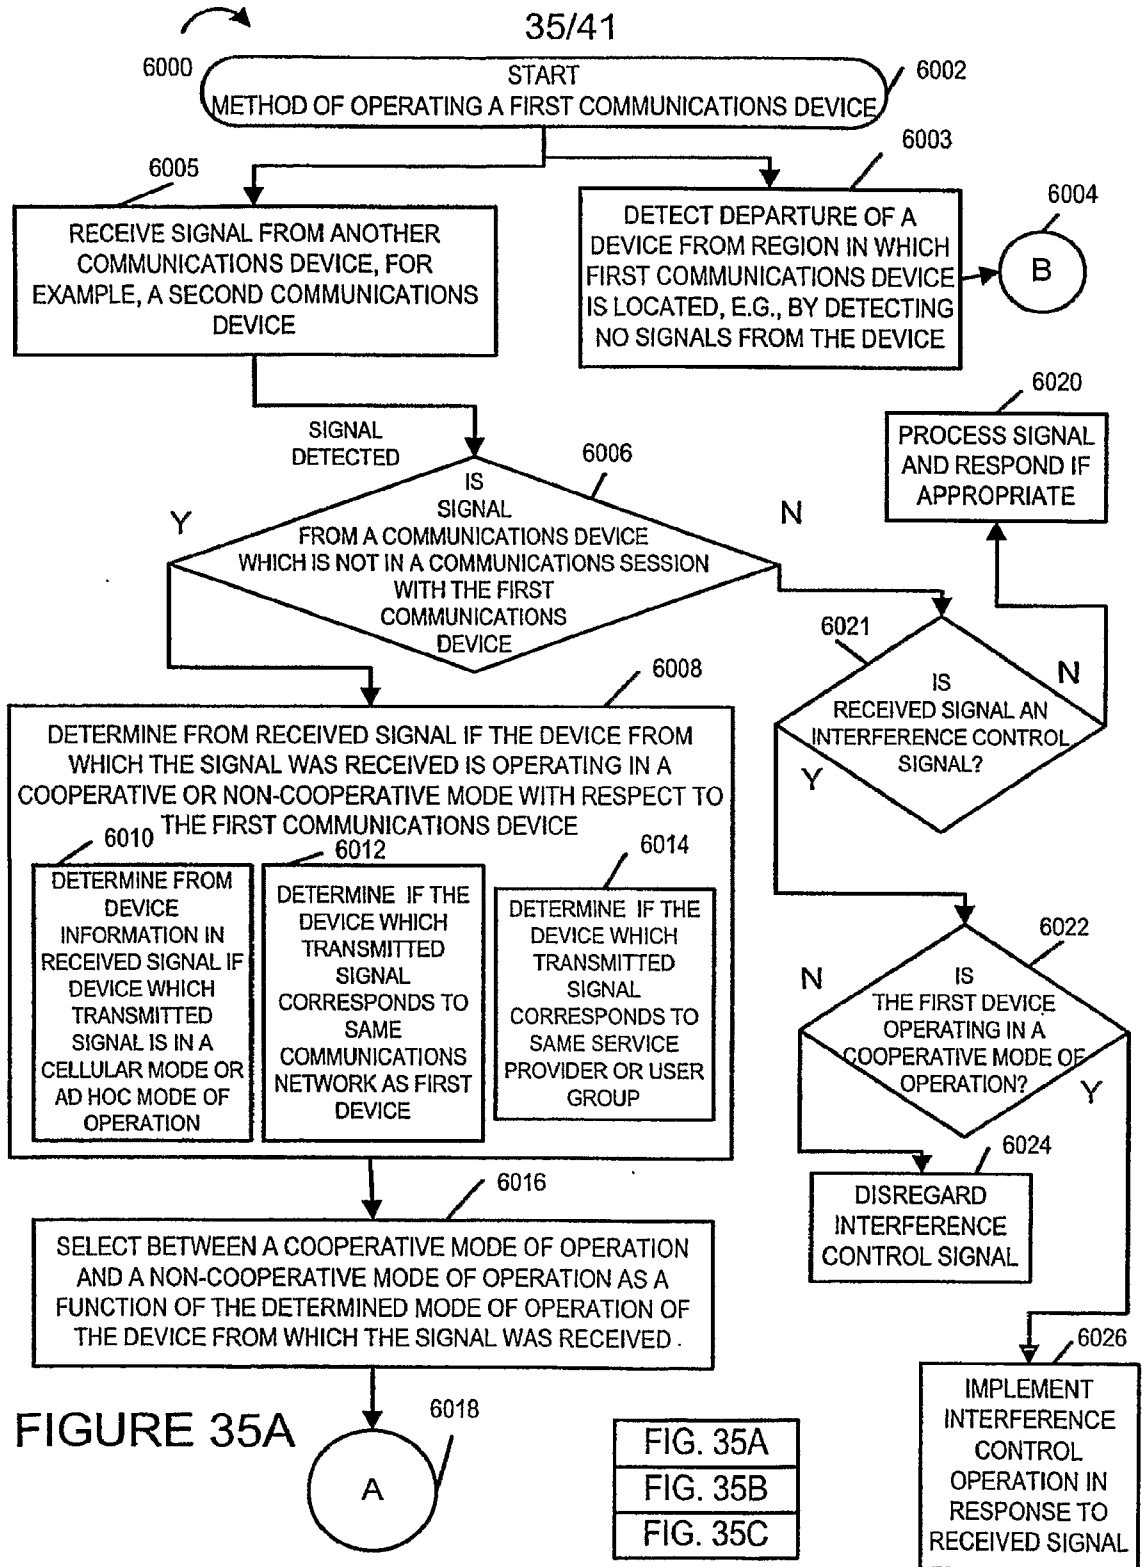 35/41
6000
START
METHOD OF OPERATING A FIRST COMMUNICATIONS DEVICE
6002
6005
RECEIVE SIGNAL FROM ANOTHER
COMMUNICATIONS DEVICE, FOR
EXAMPLE, A SECOND COMMUNICATIONS
DEVICE
6003
DETECT DEPARTURE OF A
DEVICE FROM REGION IN WHICH
FIRST COMMUNICATIONS DEVICE
IS LOCATED, E.G., BY DETECTING
NO SIGNALS FROM THE DEVICE
6004
B
SIGNAL
DETECTED
6006
IS
SIGNAL
FROM A COMMUNICATIONS DEVICE
WHICH IS NOT IN A COMMUNICATIONS SESSION
WITH THE FIRST
COMMUNICATIONS
DEVICE
Y
N
6020
PROCESS SIGNAL
AND RESPOND IF
APPROPRIATE
6021
IS
RECEIVED SIGNAL AN
INTERFERENCE CONTROL
SIGNAL?
N
Y
6008
DETERMINE FROM RECEIVED SIGNAL IF THE DEVICE FROM
WHICH THE SIGNAL WAS RECEIVED IS OPERATING IN A
COOPERATIVE OR NON-COOPERATIVE MODE WITH RESPECT TO
THE FIRST COMMUNICATIONS DEVICE
6010
DETERMINE FROM
DEVICE
INFORMATION IN
RECEIVED SIGNAL IF
DEVICE WHICH
TRANSMITTED
SIGNAL IS IN A
CELLULAR MODE OR
AD HOC MODE OF
OPERATION
6012
DETERMINE IF THE
DEVICE WHICH
TRANSMITTED
SIGNAL
CORRESPONDS TO
SAME
COMMUNICATIONS
NETWORK AS FIRST
DEVICE
6014
DETERMINE IF THE
DEVICE WHICH
TRANSMITTED
SIGNAL
CORRESPONDS TO
SAME SERVICE
PROVIDER OR USER
GROUP
6022
IS
THE FIRST DEVICE
OPERATING IN A
COOPERATIVE MODE OF
OPERATION?
N
Y
6024
DISREGARD
INTERFERENCE
CONTROL SIGNAL
6016
SELECT BETWEEN A COOPERATIVE MODE OF OPERATION
AND A NON-COOPERATIVE MODE OF OPERATION AS A
FUNCTION OF THE DETERMINED MODE OF OPERATION OF
THE DEVICE FROM WHICH THE SIGNAL WAS RECEIVED .
6026
IMPLEMENT
INTERFERENCE
CONTROL
OPERATION IN
RESPONSE TO
RECEIVED SIGNAL
6018
A
FIGURE 35A
FIG. 35A
FIG. 35B
FIG. 35C